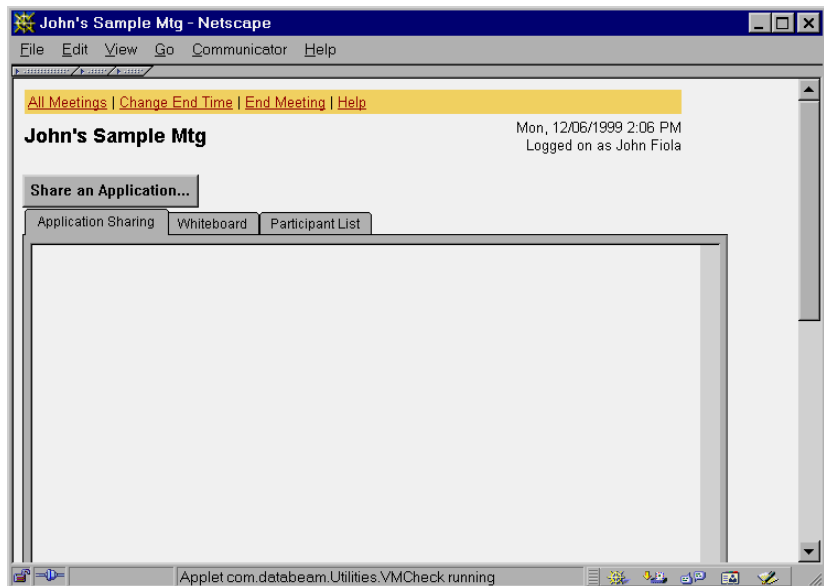 John's Sample Mtg - Netscape
File Edit View Go Communicator Help
All Meetings | Change End Time | End Meeting | Help
John's Sample Mtg
Mon, 12/06/1999 2:06 PM
Logged on as John Fiola
Share an Application...
Application Sharing Whiteboard Participant List
Applet com.databeam.Utilities.VMCheck running